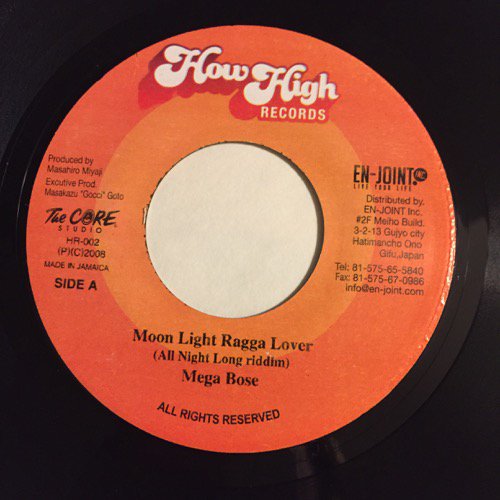 How High
RECORDS
Produced by
Masahiro Miyaji
Excutive Prod.
Masakazu "Gocci" Goto
The CORE
STUDIO
HR-002
(P)(C)2008
MADE IN JAMAICA
SIDE A
EN-JOINT INC
LIVE YOUR LIFE
Distributed by.
EN-JOINT Inc.
#2F Meiho Build.
3-2-13 Gujyo city
Hatimancho Ono
Gifu,Japan
Tel: 81-575-65-5840
Fax: 81-575-67-0986
info@en-joint.com
Moon Light Ragga Lover
(All Night Long riddim)
Mega Bose
ALL RIGHTS RESERVED